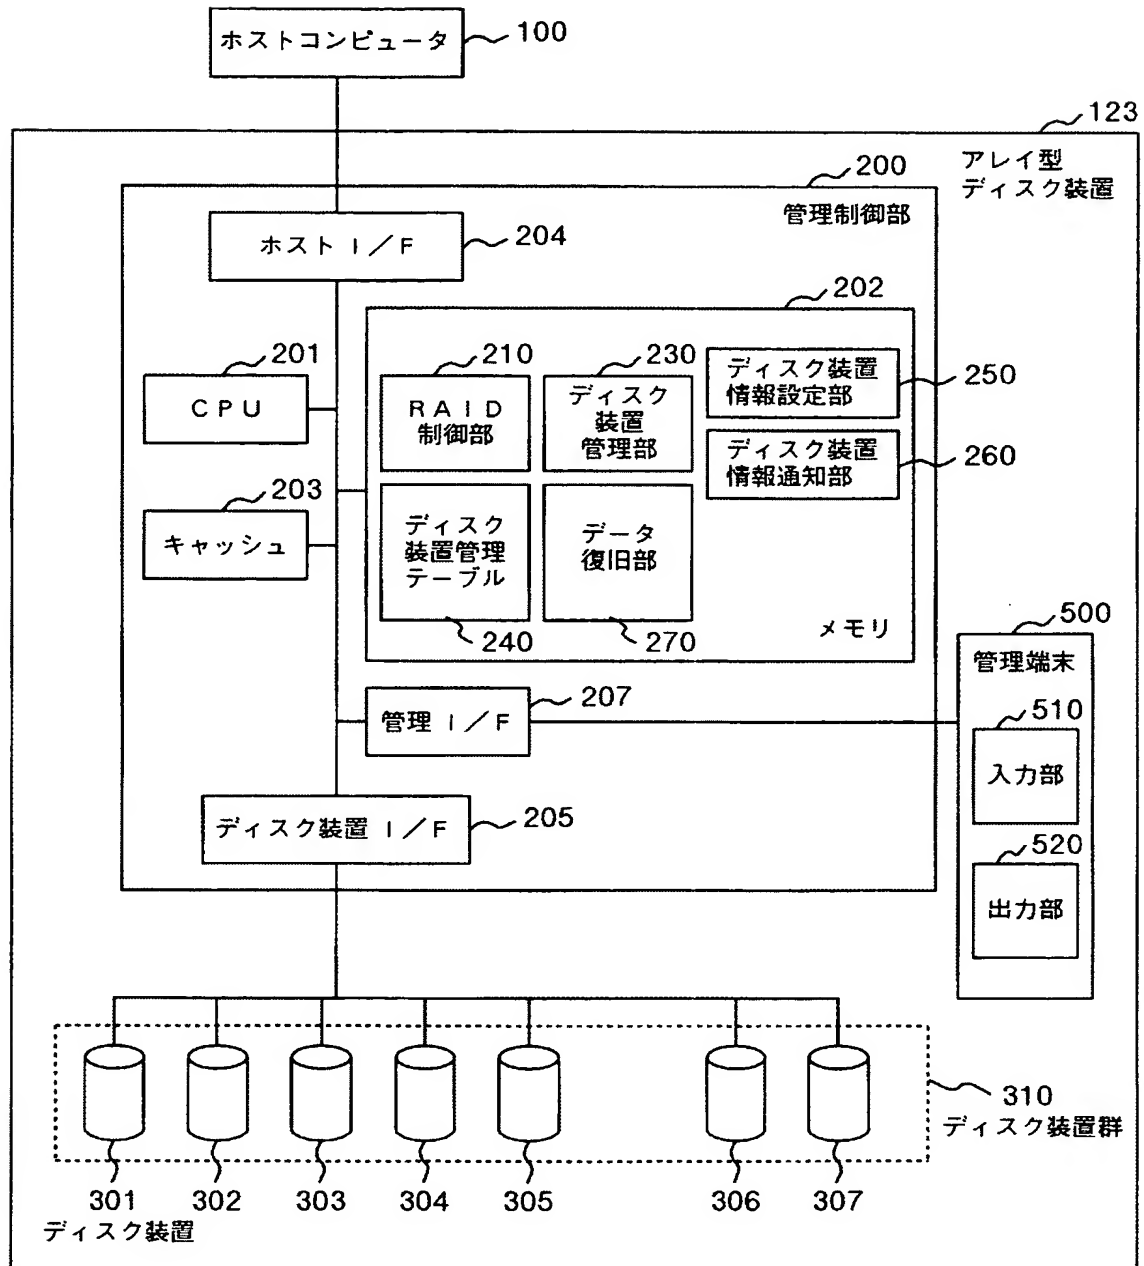 ホストコンピュータ
100
123
アレイ型
ディスク装置
200
管理制御部
ホスト I/F
204
202
201
CPU
210
RAID
制御部
230
ディスク
装置
管理部
ディスク装置
情報設定部
250
ディスク装置
情報通知部
260
203
キャッシュ
ディスク
装置管理
テーブル
240
データ
復旧部
270
メモリ
500
管理端末
管理 I/F
207
510
入力部
ディスク装置 I/F
205
520
出力部
310
ディスク装置群
301
302
303
304
305
306
307
ディスク装置